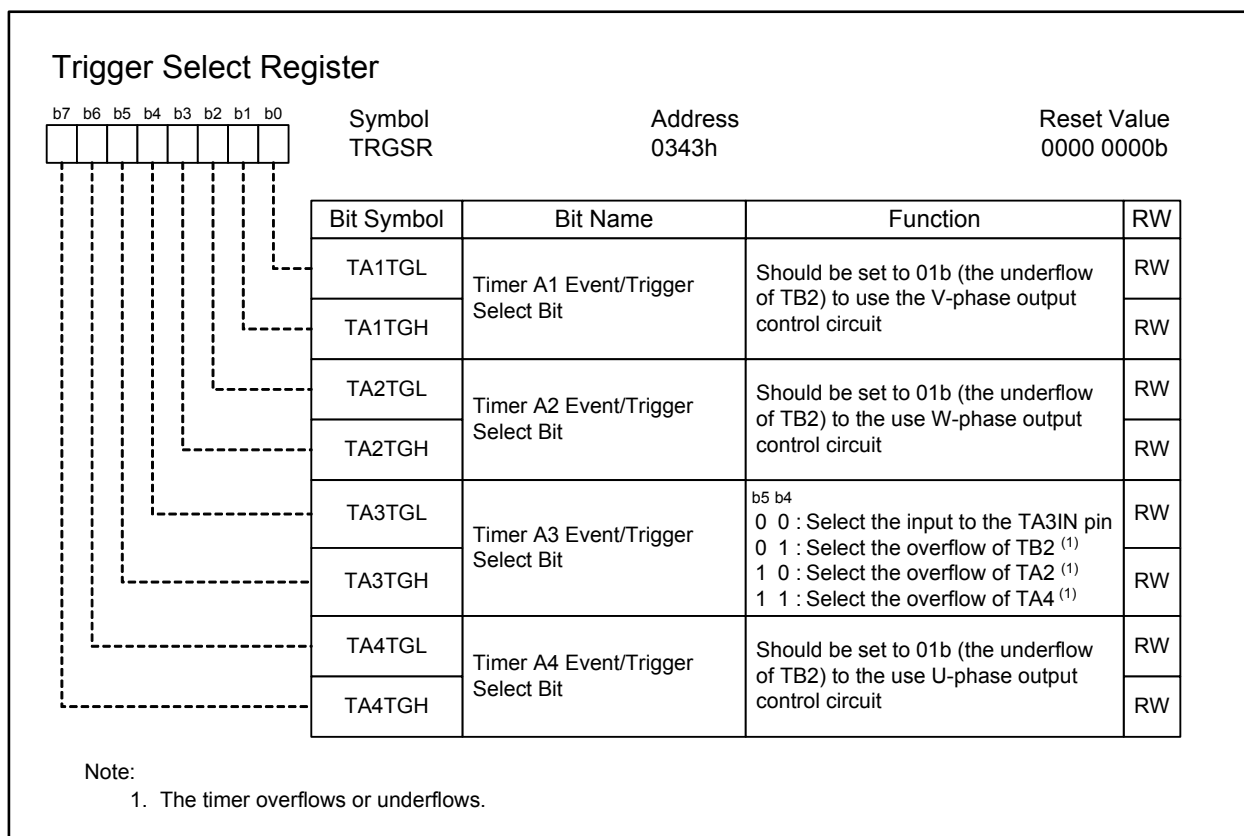 Trigger Select Register
b7 b6 b5 b4 b3 b2 b1 b0
Symbol Address Reset Value
TRGSR 0343h 0000 0000b
Bit Symbol Bit Name Function RW
TA1TGL
TA1TGH
Timer A1 Event/Trigger
Select Bit
Should be set to 01b (the underflow
of TB2) to use the V-phase output
control circuit
RW
RW
TA2TGL
TA2TGH
Timer A2 Event/Trigger
Select Bit
Should be set to 01b (the underflow
of TB2) to the use W-phase output
control circuit
RW
RW
TA3TGL
TA3TGH
Timer A3 Event/Trigger
Select Bit
b5 b4
0 0 : Select the input to the TA3IN pin
0 1 : Select the overflow of TB2 (1)
1 0 : Select the overflow of TA2 (1)
1 1 : Select the overflow of TA4 (1)
RW
RW
TA4TGL
TA4TGH
Timer A4 Event/Trigger
Select Bit
Should be set to 01b (the underflow
of TB2) to the use U-phase output
control circuit
RW
RW
Note:
1. The timer overflows or underflows.